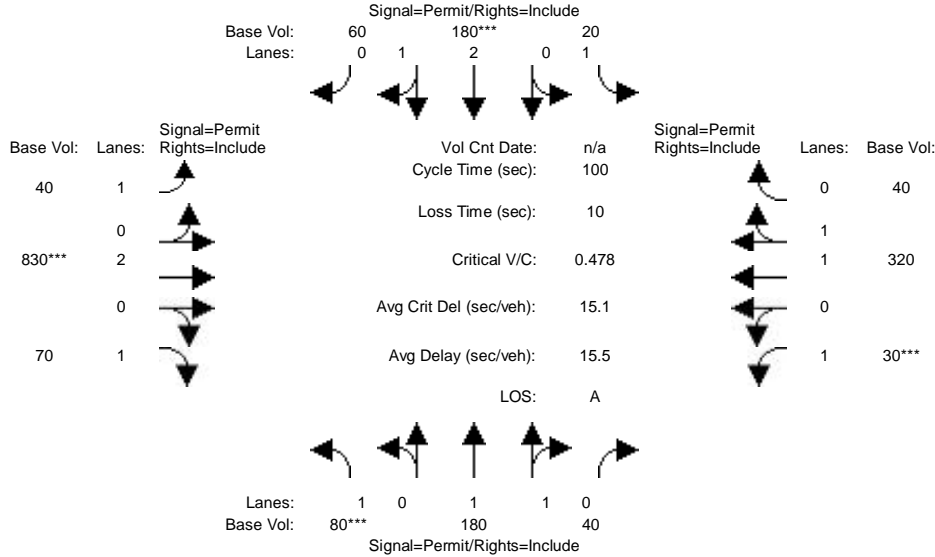 Signal=Permit/Rights=Include
Base Vol: 60 180*** 20
Lanes: 0 1 2 0 1
Signal=Permit
Rights=Include
Base Vol: Lanes:
40 1
0
830*** 2
0
70 1
Vol Cnt Date: n/a
Cycle Time (sec): 100
Loss Time (sec): 10
Critical V/C: 0.478
Avg Crit Del (sec/veh): 15.1
Avg Delay (sec/veh): 15.5
LOS: A
Signal=Permit
Rights=Include
Lanes: Base Vol:
0 40
1
1 320
0
1 30***
Lanes: 1 0 1 1 0
Base Vol: 80*** 180 40
Signal=Permit/Rights=Include